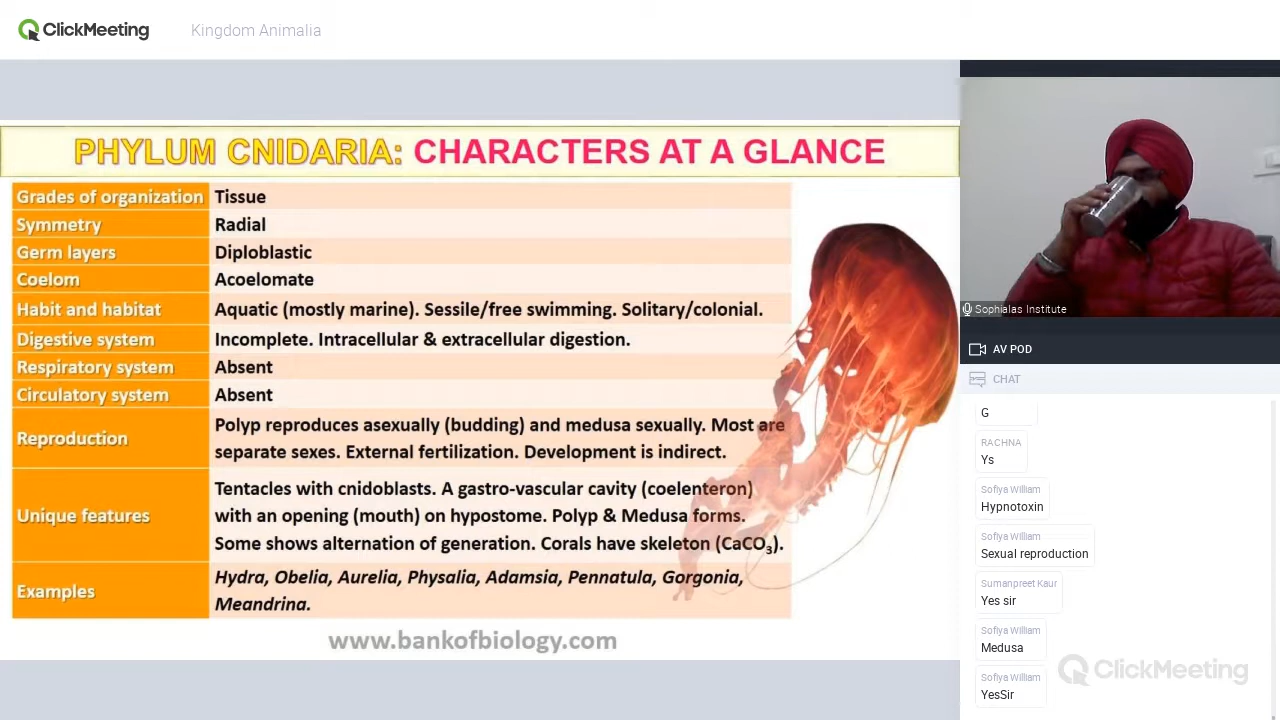 ClickMeeting
Kingdom Animalia
PHYLUM CNIDARIA: CHARACTERS AT A GLANCE
Grades of organization Tissue
Symmetry Radial
Germ layers Diploblastic
Coelom Acoelomate
Habit and habitat Aquatic (mostly marine). Sessile/free swimming. Solitary/colonial.
Digestive system Incomplete. Intracellular & extracellular digestion.
Respiratory system Absent
Circulatory system Absent
Reproduction Polyp reproduces asexually (budding) and medusa sexually. Most are
separate sexes. External fertilization. Development is indirect.
Unique features Tentacles with cnidoblasts. A gastro-vascular cavity (coelenteron)
with an opening (mouth) on hypostome. Polyp & Medusa forms.
Some shows alternation of generation. Corals have skeleton (CaCO₃).
Examples Hydra, Obelia, Aurelia, Physalia, Adamsia, Pennatula, Gorgonia,
Meandrina.
www.bankofbiology.com
Sophialas Institute
AV POD
CHAT
G
RACHNA
Ys
Sofiya William
Hypnotoxin
Sofiya William
Sexual reproduction
Sumanpreet Kaur
Yes sir
Sofiya William
Medusa
Sofiya William
YesSir
ClickMeeting